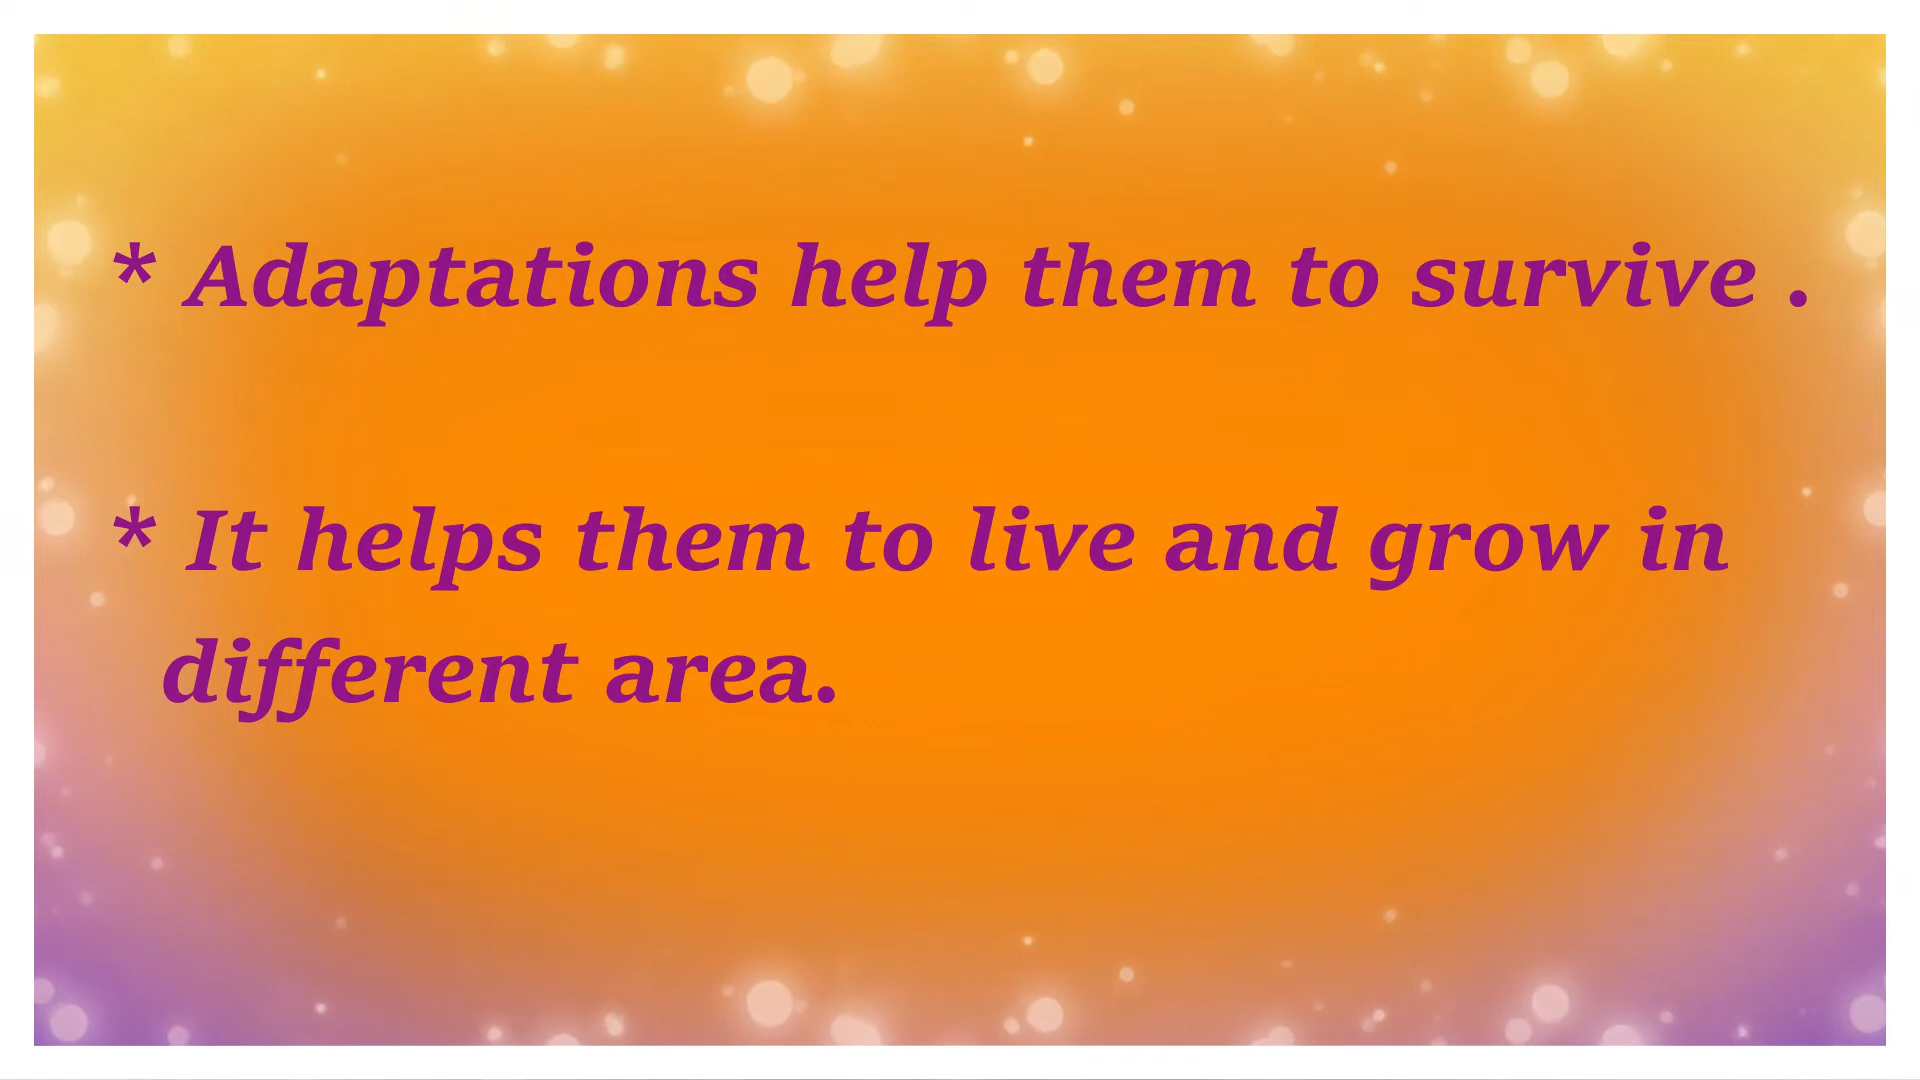 * Adaptations help them to survive .
* It helps them to live and grow in
different area.